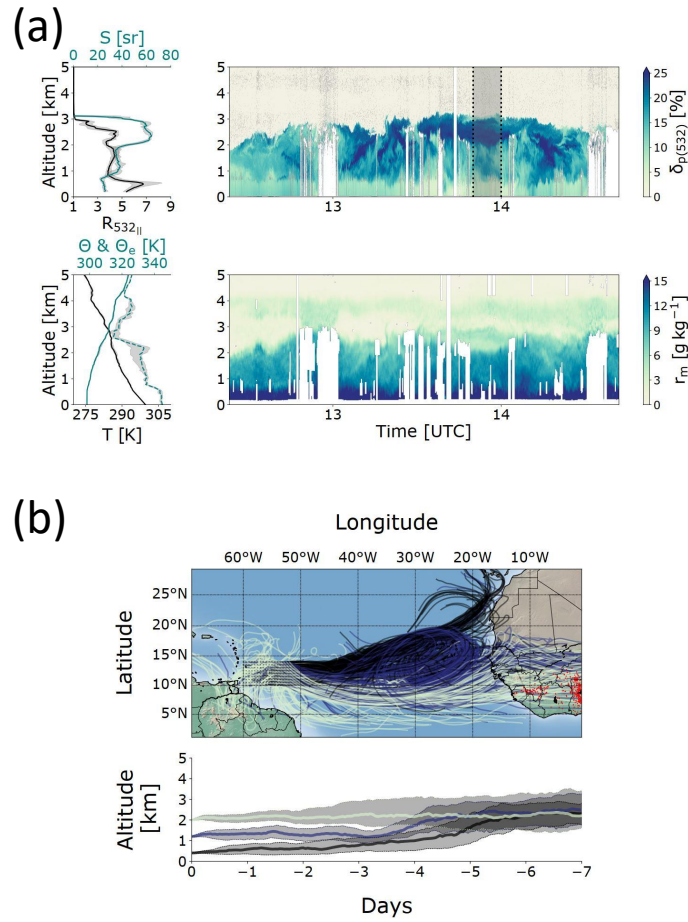 (a)
S [sr]
0 20 40 60 80
Altitude [km]
5
4
3
2
1
0
1 3 5 7 9
R532||
Altitude [km]
5
4
3
2
1
0
13 14
25
20
15
10
5
0
δp(532) [%]
Θ & Θe [K]
300 320 340
Altitude [km]
5
4
3
2
1
0
275 290 305
T [K]
Altitude [km]
5
4
3
2
1
0
13 14
Time [UTC]
15
12
9
6
3
0
rm [g kg⁻¹]
(b)
Longitude
60°W 50°W 40°W 30°W 20°W 10°W
Latitude
25°N
20°N
15°N
10°N
5°N
Altitude
[km]
5
4
3
2
1
0
0 −1 −2 −3 −4 −5 −6 −7
Days